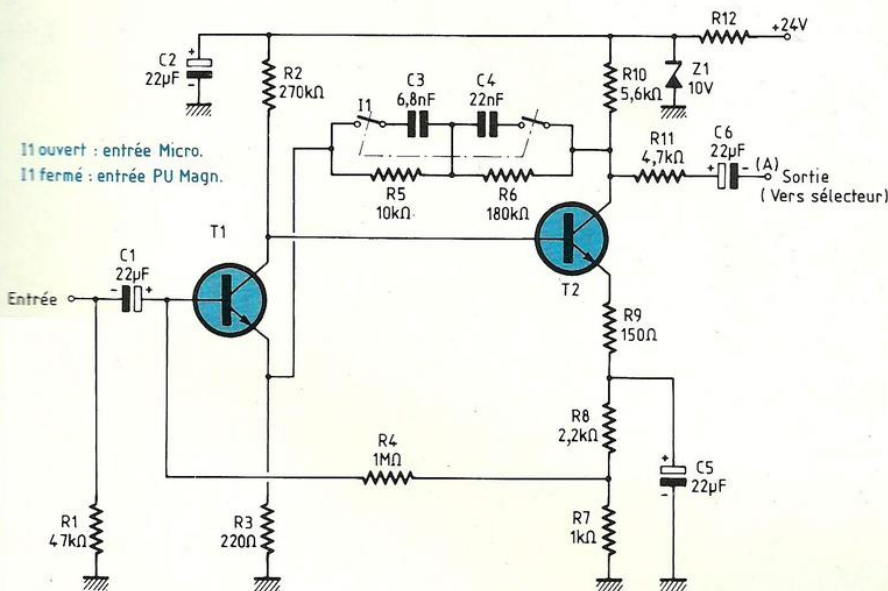 R12
+24V
C2
22µF
+
-
R2
270kΩ
I1
C3
6,8nF
C4
22nF
R10
5,6kΩ
Z1
10V
I1 ouvert : entrée Micro.
I1 fermé : entrée PU Magn.
R5
10kΩ
R6
180kΩ
R11
4,7kΩ
C6
22µF
+
-
(A)
Sortie
(Vers sélecteur)
T1
T2
C1
22µF
-
+
Entrée
R9
150Ω
R8
2,2kΩ
R4
1MΩ
+
-
C5
22µF
R1
47kΩ
R3
220Ω
R7
1kΩ